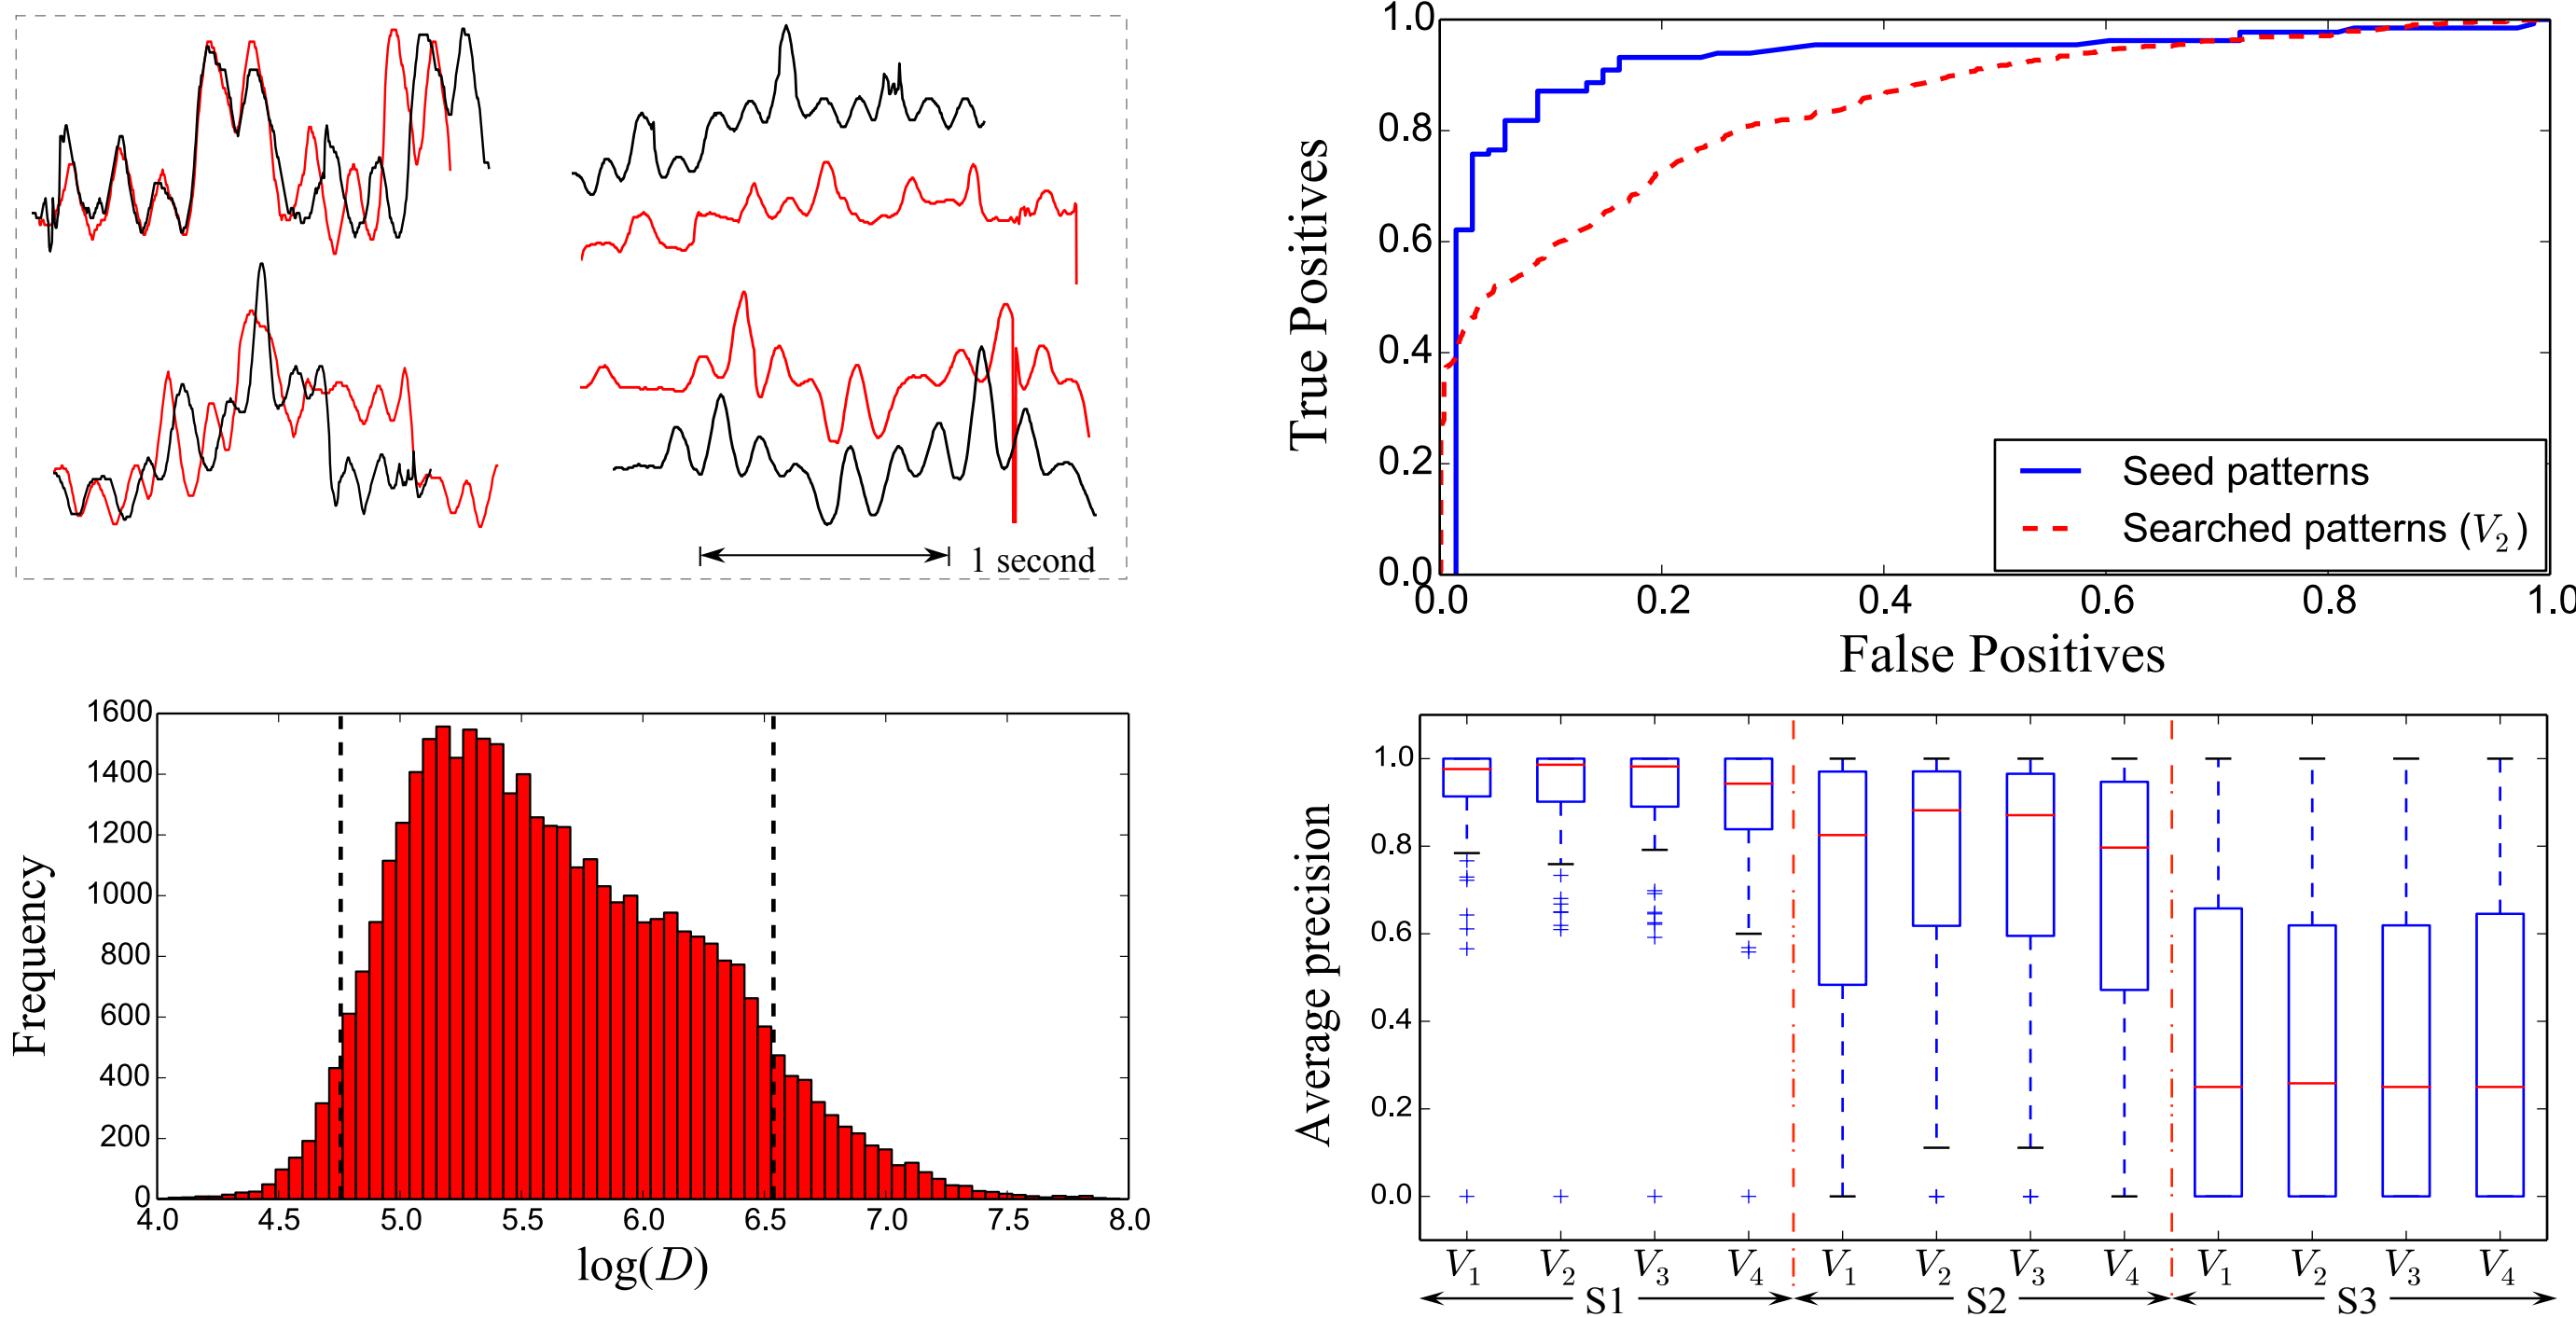 1 second
1.0
0.8
0.6
0.4
0.2
0.0
True Positives
Seed patterns
Searched patterns (V₂)
0.0 0.2 0.4 0.6 0.8 1.0
False Positives
1600
1400
1200
1000
800
600
400
200
0
Frequency
4.0 4.5 5.0 5.5 6.0 6.5 7.0 7.5 8.0
log(D)
1.0
0.8
0.6
0.4
0.2
0.0
Average precision
V₁ V₂ V₃ V₄ V₁ V₂ V₃ V₄ V₁ V₂ V₃ V₄
S1 S2 S3